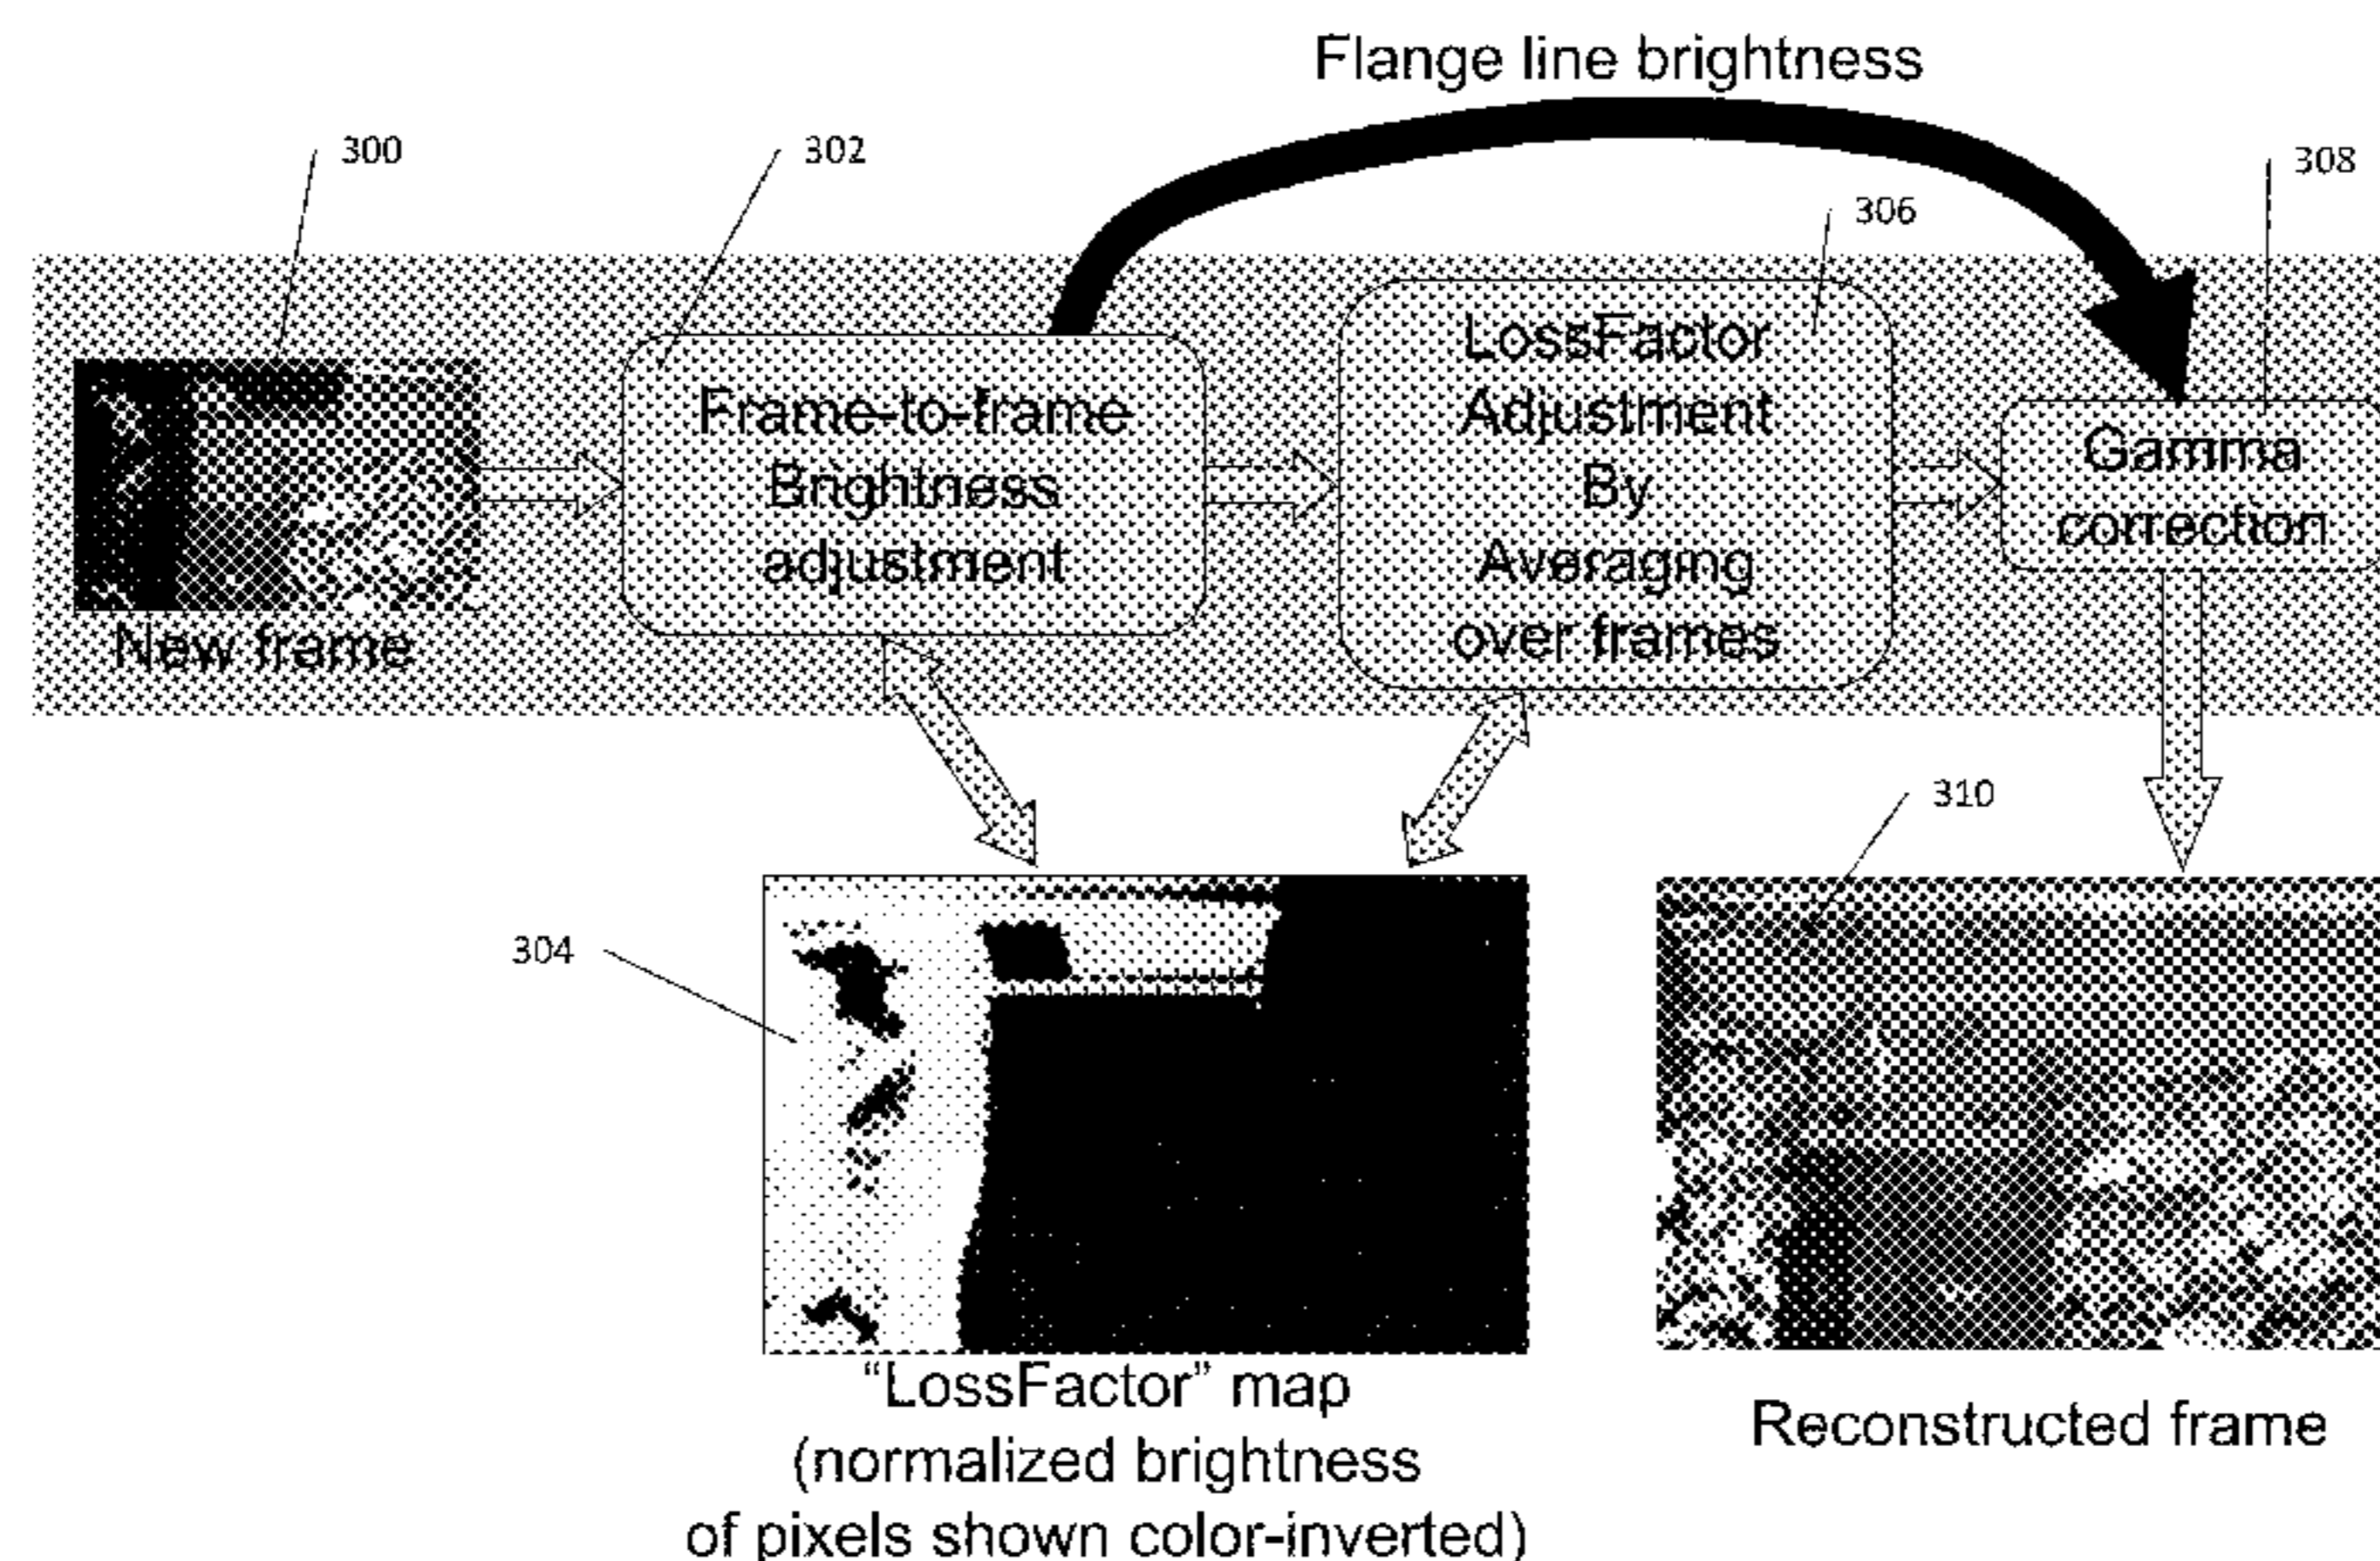 Flange line brightness
300
302
306
308
New frame
Frame-to-frame
Brightness
adjustment
LossFactor
Adjustment
By
Averaging
over frames
Gamma
correction
304
310
“LossFactor” map
(normalized brightness
of pixels shown color-inverted)
Reconstructed frame